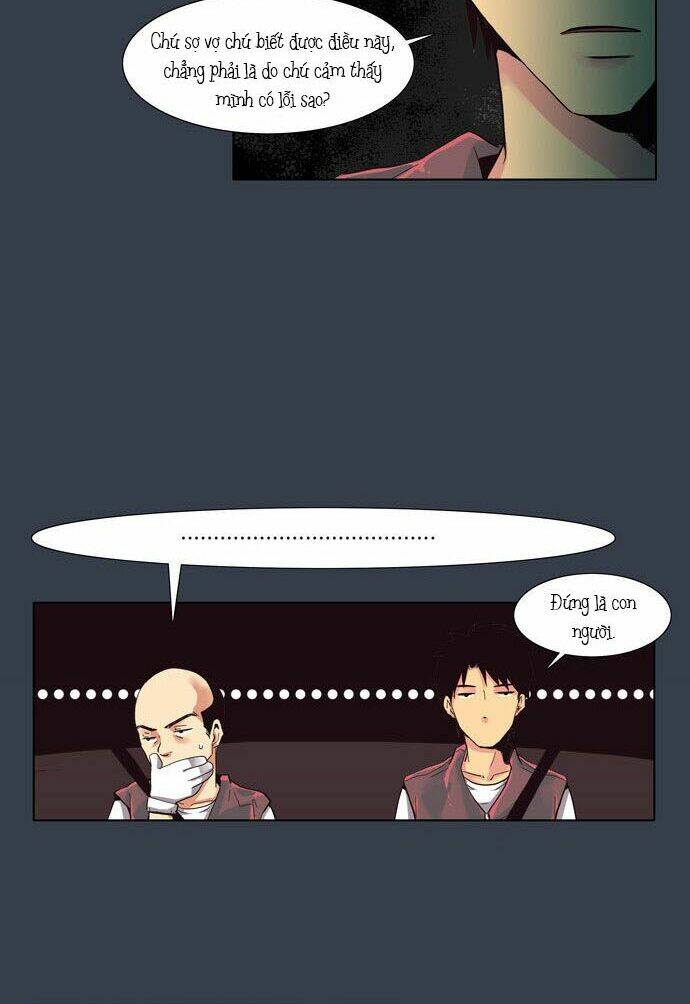 Chú sợ vợ chú biết được điều này,
chẳng phải là do chú cảm thấy
mình có lỗi sao?
.......................................
Đúng là con
người.